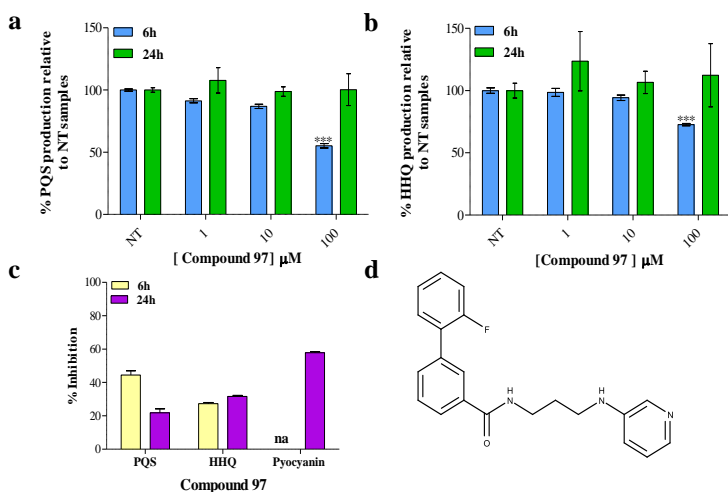 a
6h
24h
% PQS production relative
to NT samples
150
100
50
0
NT
1
10
100
***
[ Compound 97] µM
b
6h
24h
% HHQ production relative
to NT samples
150
100
50
0
NT
1
10
100
***
[Compound 97] µM
c
6h
24h
% Inhibition
100
80
60
40
20
0
na
PQS
HHQ
Pyocyanin
Compound 97
d
F
H
N
H
N
N
O